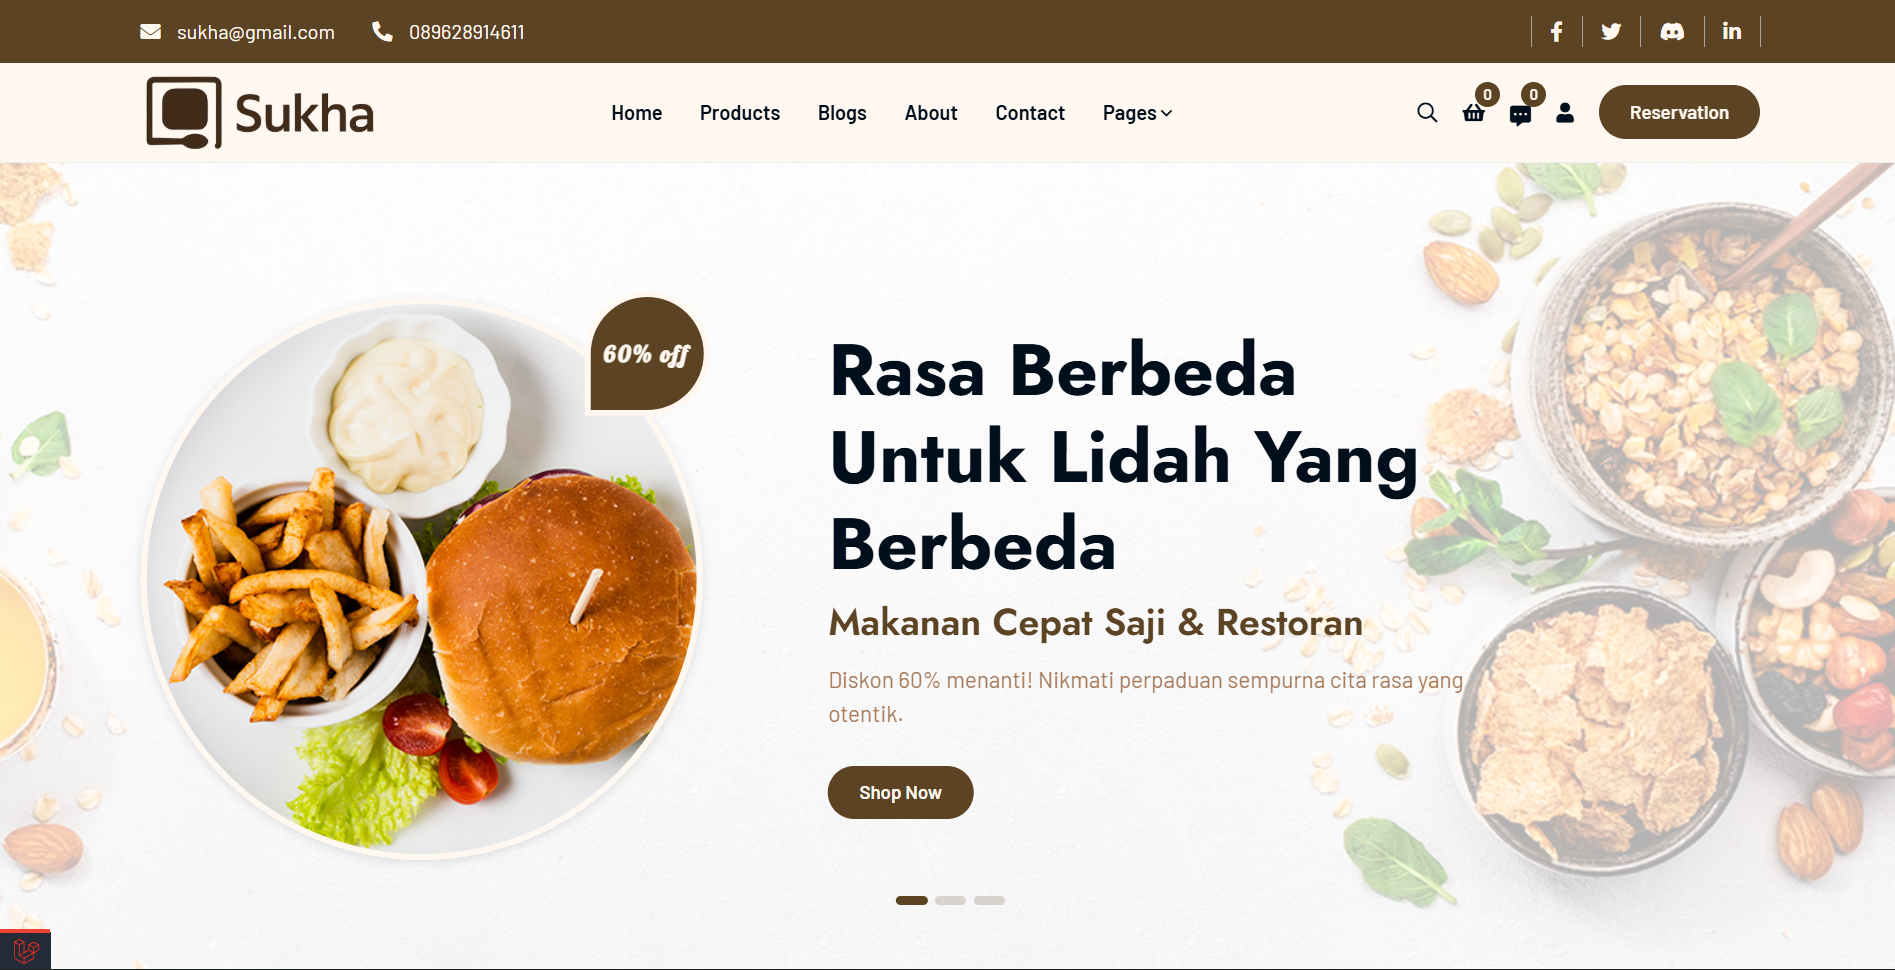 sukha@gmail.com 089628914611
Sukha
Home Products Blogs About Contact Pages
0 0
Reservation
60% off
Rasa Berbeda
Untuk Lidah Yang
Berbeda
Makanan Cepat Saji & Restoran
Diskon 60% menanti! Nikmati perpaduan sempurna cita rasa yang
otentik.
Shop Now